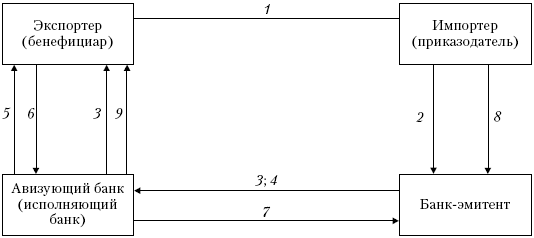 1
Экспортер
(бенефициар)
Импортер
(приказодатель)
5
6
3
9
2
8
Авизующий банк
(исполняющий
банк)
3; 4
7
Банк-эмитент